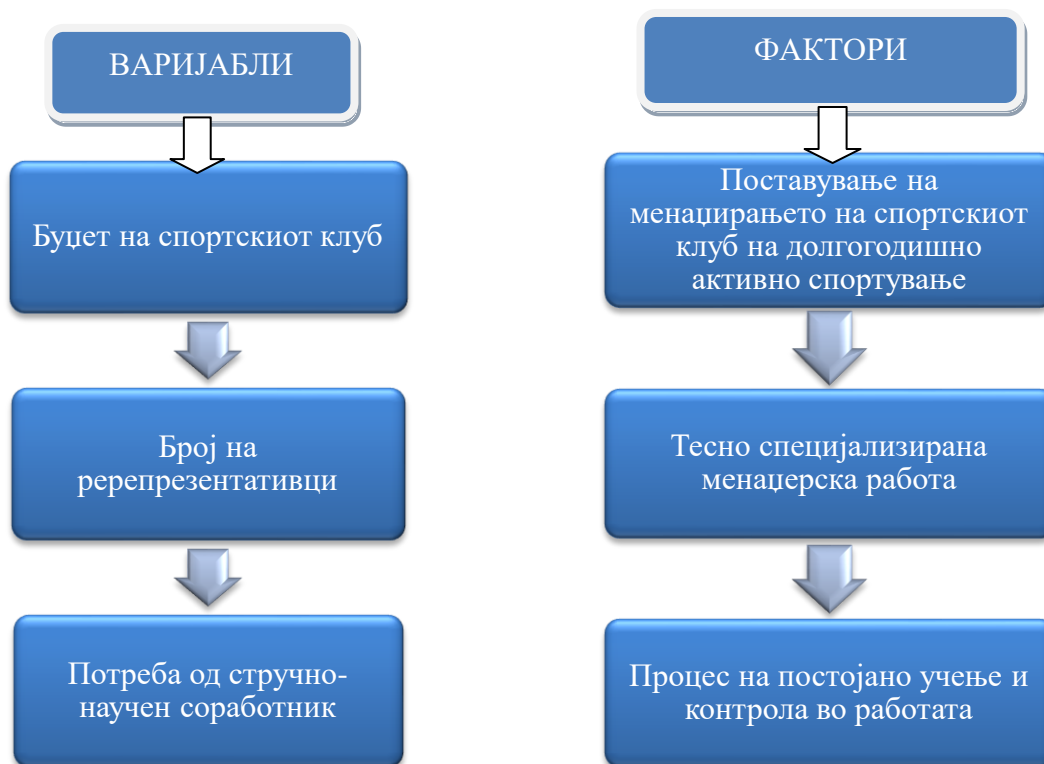 ВАРИЈАБЛИ
Буџет на спортскиот клуб
Број на
ререпрезентативци
Потреба од стручно-
научен соработник
ФАКТОРИ
Поставување на
менаџирањето на спортскиот
клуб на долгогодишно
активно спортување
Тесно специјализирана
менаџерска работа
Процес на постојано учење и
контрола во работата